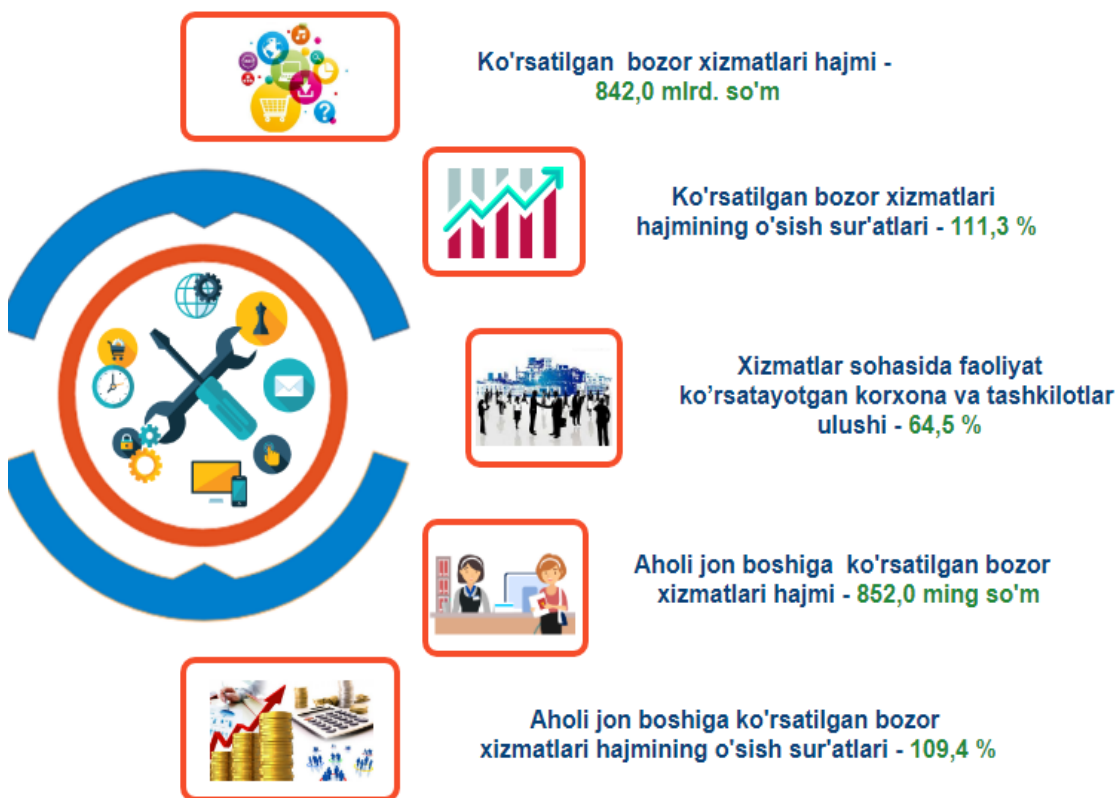 Ko'rsatilgan bozor xizmatlari hajmi -
842,0 mlrd. so'm
Ko'rsatilgan bozor xizmatlari
hajmining o'sish sur'atlari - 111,3 %
Xizmatlar sohasida faoliyat
ko’rsatayotgan korxona va tashkilotlar
ulushi - 64,5 %
Aholi jon boshiga ko'rsatilgan bozor
xizmatlari hajmi - 852,0 ming so'm
Aholi jon boshiga ko'rsatilgan bozor
xizmatlari hajmining o'sish sur'atlari - 109,4 %